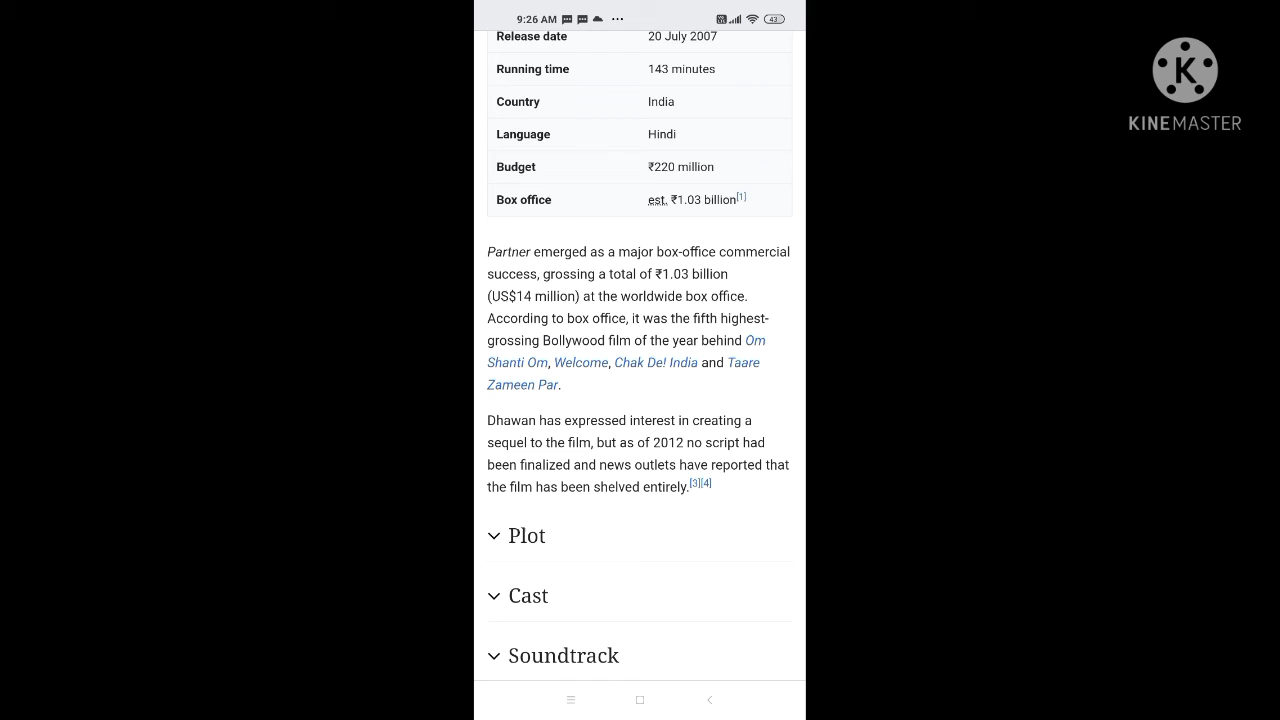 9:26 AM
43
KINEMASTER
K
Release date 20 July 2007
Running time 143 minutes
Country India
Language Hindi
Budget ₹220 million
Box office est. ₹1.03 billion[1]
Partner emerged as a major box-office commercial
success, grossing a total of ₹1.03 billion
(US$14 million) at the worldwide box office.
According to box office, it was the fifth highest-
grossing Bollywood film of the year behind Om
Shanti Om, Welcome, Chak De! India and Taare
Zameen Par.
Dhawan has expressed interest in creating a
sequel to the film, but as of 2012 no script had
been finalized and news outlets have reported that
the film has been shelved entirely.[3][4]
Plot
Cast
Soundtrack